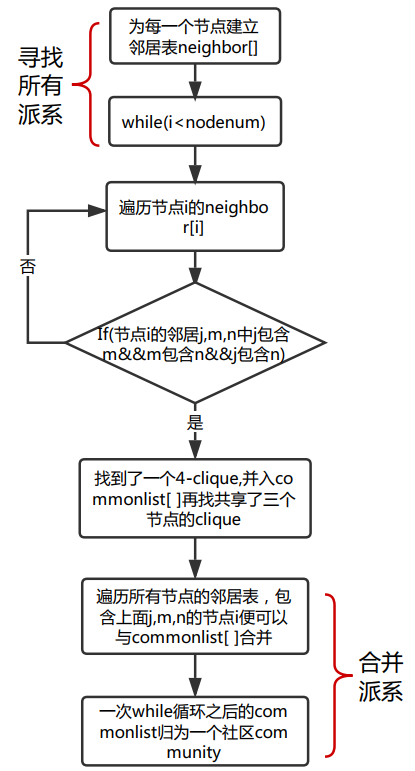 为每一个节点建立
邻居表neighbor[]
寻找
所有
派系
while(i<nodenum)
遍历节点i的neighbo
r[i]
否
If(节点i的邻居j,m,n中j包含
m&&m包含n&&j包含n)
是
找到了一个4-clique,并入co
mmonlist[ ]再找共享了三个
节点的clique
遍历所有节点的邻居表，包
含上面j,m,n的节点i便可以
与commonlist[ ]合并
合并
派系
一次while循环之后的com
monlist归为一个社区com
munity